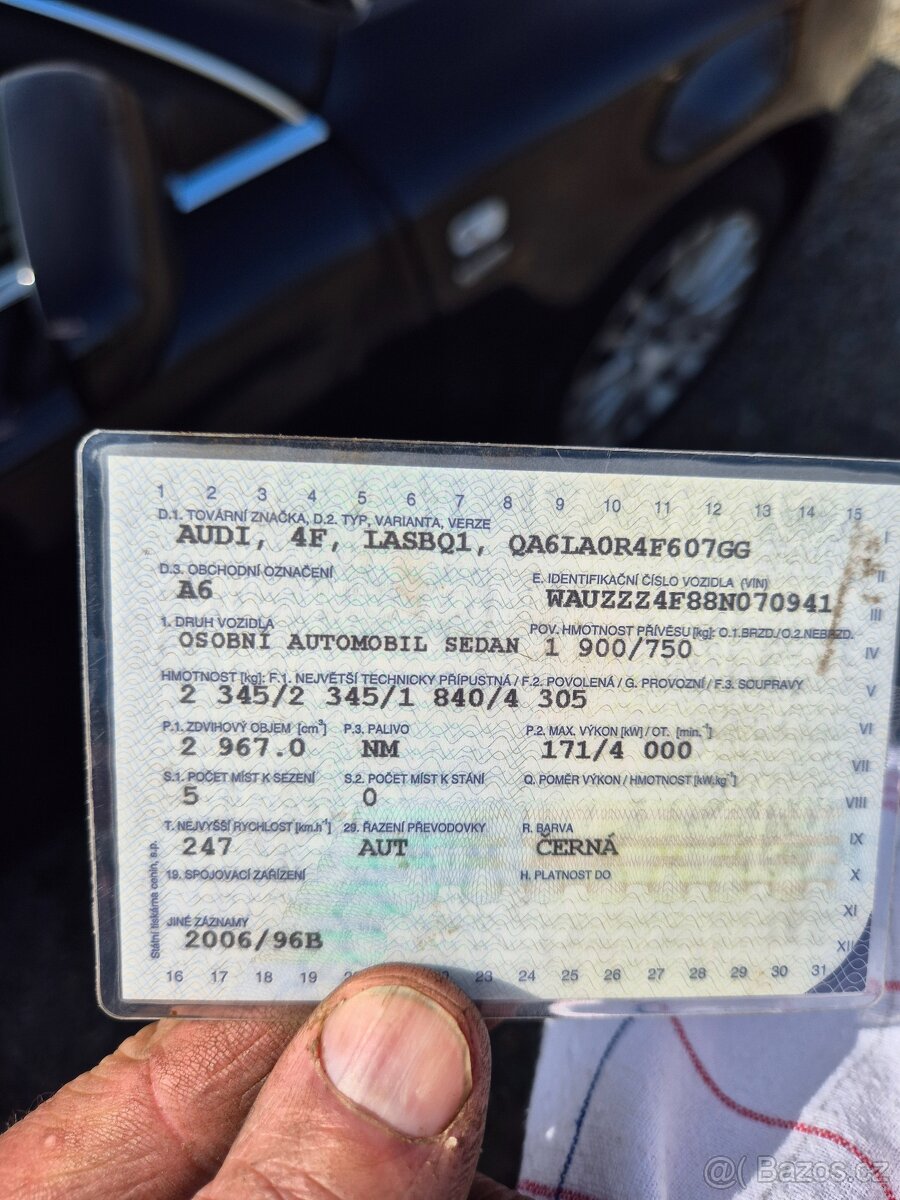 1 2 3 4 5 6 7 8 9 10 11 12 13 14 15
D.1. TOVÁRNÍ ZNAČKA, D.2. TYP, VARIANTA, VERZE
AUDI, 4F, LASBQ1, QA6LA0R4F607GG
I
D.3. OBCHODNÍ OZNAČENÍ E. IDENTIFIKAČNÍ ČÍSLO VOZIDLA (VIN)
II
A6 WAUZZZ4F88N070941
III
1. DRUH VOZIDLA POV. HMOTNOST PŘÍVĚSU [kg]: O.1.BRZD./O.2.NEBRZD.
OSOBNÍ AUTOMOBIL SEDAN 1 900/750
IV
HMOTNOST [kg]: F.1. NEJVĚTŠÍ TECHNICKY PŘÍPUSTNÁ / F.2. POVOLENÁ / G. PROVOZNÍ / F.3. SOUPRAVY
V
2 345/2 345/1 840/4 305
P.1. ZDVIHOVÝ OBJEM [cm³] P.3. PALIVO P.2. MAX. VÝKON [kW] / OT. [min.⁻¹]
VI
2 967.0 NM 171/4 000
VII
S.1. POČET MÍST K SEZENÍ S.2. POČET MÍST K STÁNÍ Q. POMĚR VÝKON / HMOTNOST [kW.kg⁻¹]
5 0
VIII
T. NEJVYŠŠÍ RYCHLOST [km.h⁻¹] 29. ŘAZENÍ PŘEVODOVKY R. BARVA
IX
247 AUT ČERNÁ
19. SPOJOVACÍ ZAŘÍZENÍ H. PLATNOST DO
X
XI
JINÉ ZÁZNAMY
2006/96B
XII
Státní tiskárna cenin, s.p.
16 17 18 19 23 24 25 26 27 28 29 30 31
@( Bazos.cz